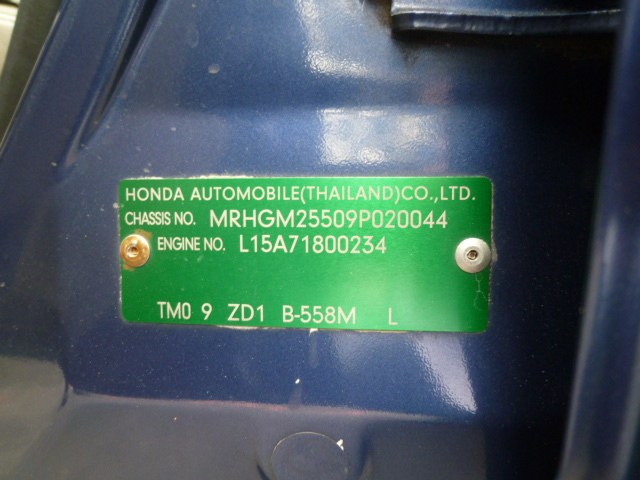 HONDA AUTOMOBILE(THAILAND)CO.,LTD.
CHASSIS NO. MRHGM25509P020044
ENGINE NO. L15A71800234
TM0 9 ZD1 B-558M L